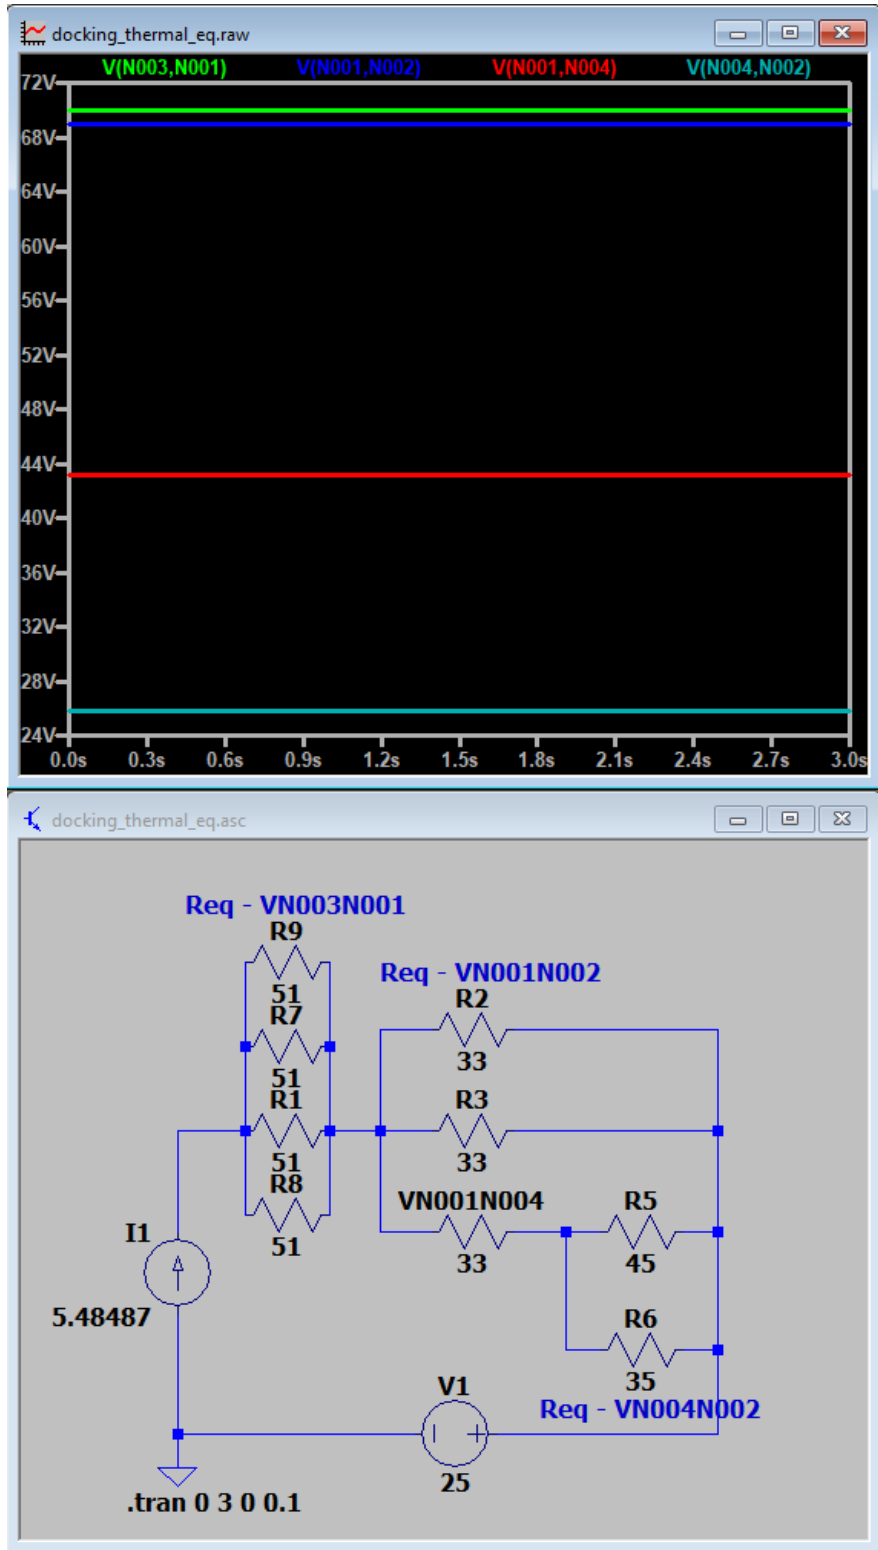 docking_thermal_eq.raw
V(N003,N001) V(N001,N002) V(N001,N004) V(N004,N002)
72V
68V
64V
60V
56V
52V
48V
44V
40V
36V
32V
28V
24V
0.0s 0.3s 0.6s 0.9s 1.2s 1.5s 1.8s 2.1s 2.4s 2.7s 3.0s
docking_thermal_eq.asc
Req - VN003N001
R9
51
R7
51
R1
51
R8
51
Req - VN001N002
R2
33
R3
33
VN001N004
33
R5
45
R6
35
Req - VN004N002
I1
5.48487
V1
25
.tran 0 3 0 0.1